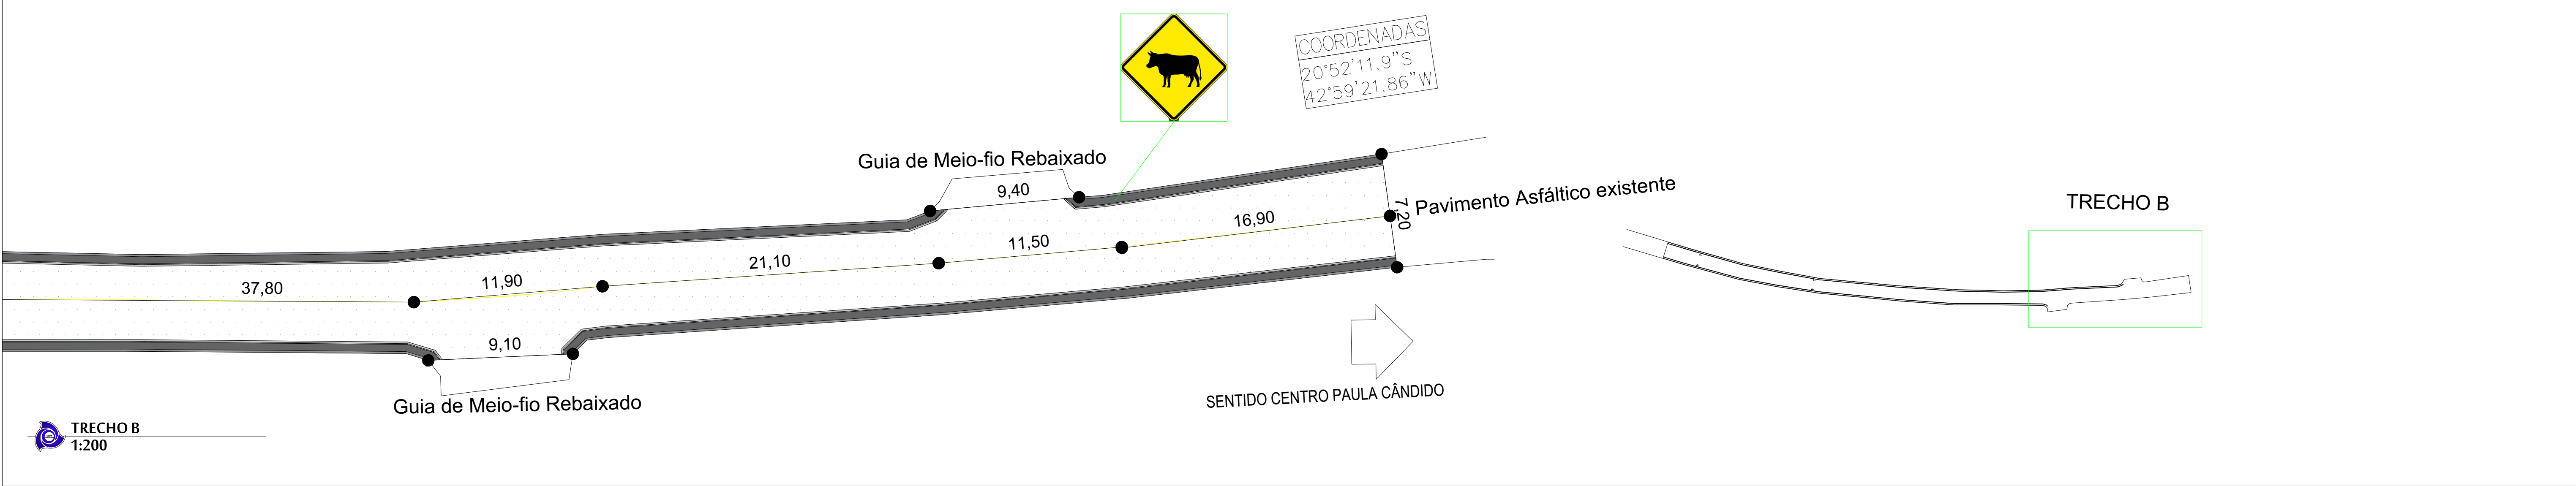 COORDENADAS
20°52'11.9"S
42°59'21.86"W
Guia de Meio-fio Rebaixado
9,40
7,20
Pavimento Asfáltico existente
TRECHO B
16,90
11,50
21,10
11,90
37,80
9,10
Guia de Meio-fio Rebaixado
SENTIDO CENTRO PAULA CÂNDIDO
TRECHO B
1:200